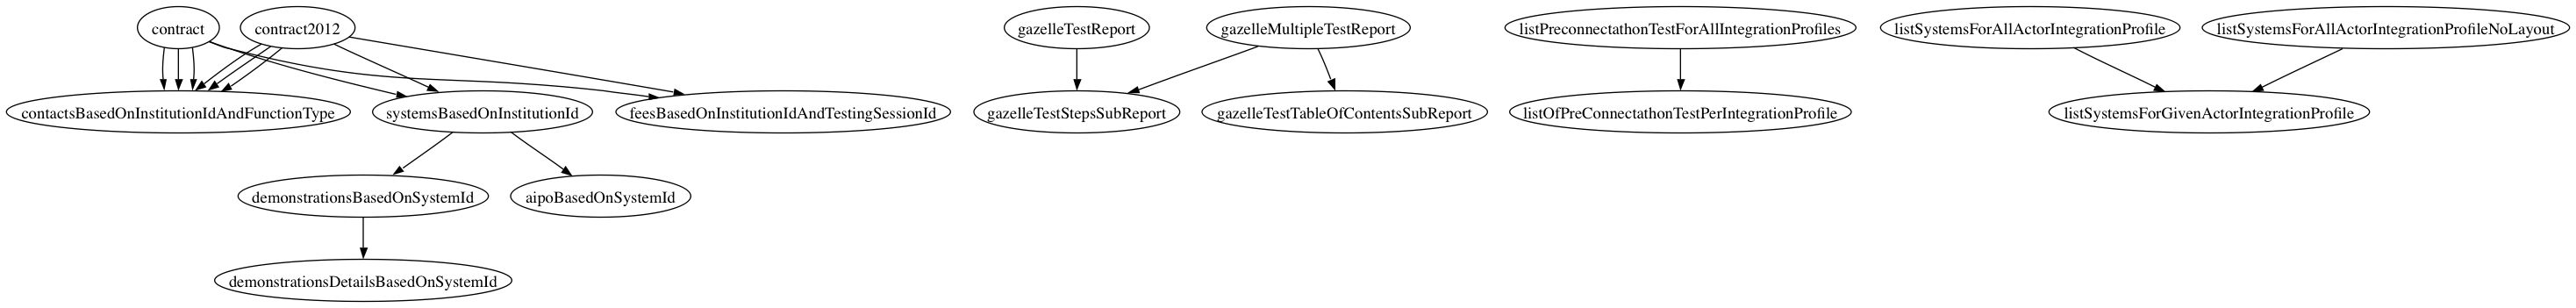 contract
contract2012
gazelleTestReport
gazelleMultipleTestReport
listPreconnectathonTestForAllIntegrationProfiles
listSystemsForAllActorIntegrationProfile
listSystemsForAllActorIntegrationProfileNoLayout
contactsBasedOnInstitutionIdAndFunctionType
systemsBasedOnInstitutionId
feesBasedOnInstitutionIdAndTestingSessionId
gazelleTestStepsSubReport
gazelleTestTableOfContentsSubReport
listOfPreConnectathonTestPerIntegrationProfile
listSystemsForGivenActorIntegrationProfile
demonstrationsBasedOnSystemId
aipoBasedOnSystemId
demonstrationsDetailsBasedOnSystemId